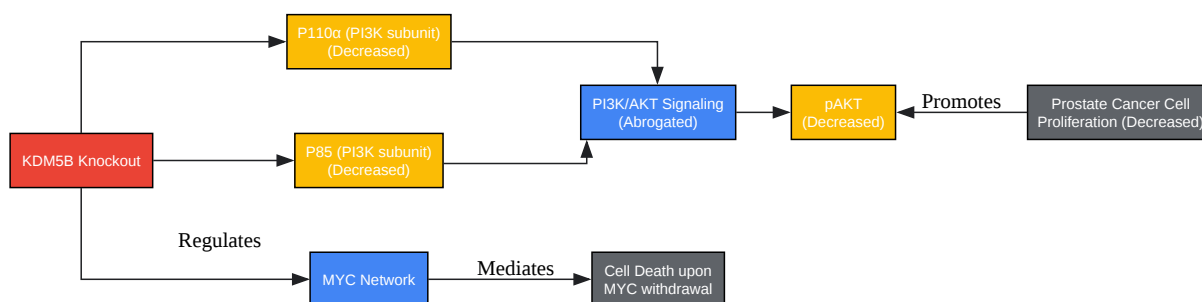 P110α (PI3K subunit)
(Decreased)
PI3K/AKT Signaling
(Abrogated)
pAKT
(Decreased)
Promotes
Prostate Cancer Cell
Proliferation (Decreased)
KDM5B Knockout
P85 (PI3K subunit)
(Decreased)
Regulates
MYC Network
Mediates
Cell Death upon
MYC withdrawal